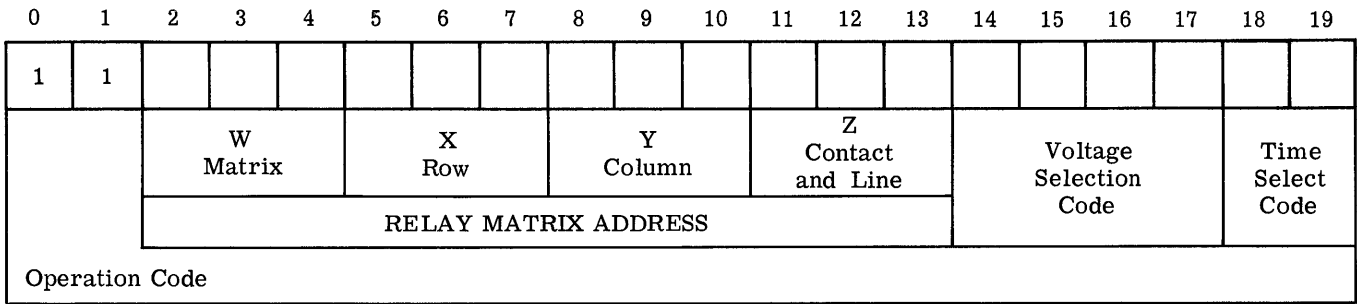 0 1 2 3 4 5 6 7 8 9 10 11 12 13 14 15 16 17 18 19
1 1
W Matrix
X Row
Y Column
Z Contact and Line
Voltage Selection Code
Time Select Code
RELAY MATRIX ADDRESS
Operation Code